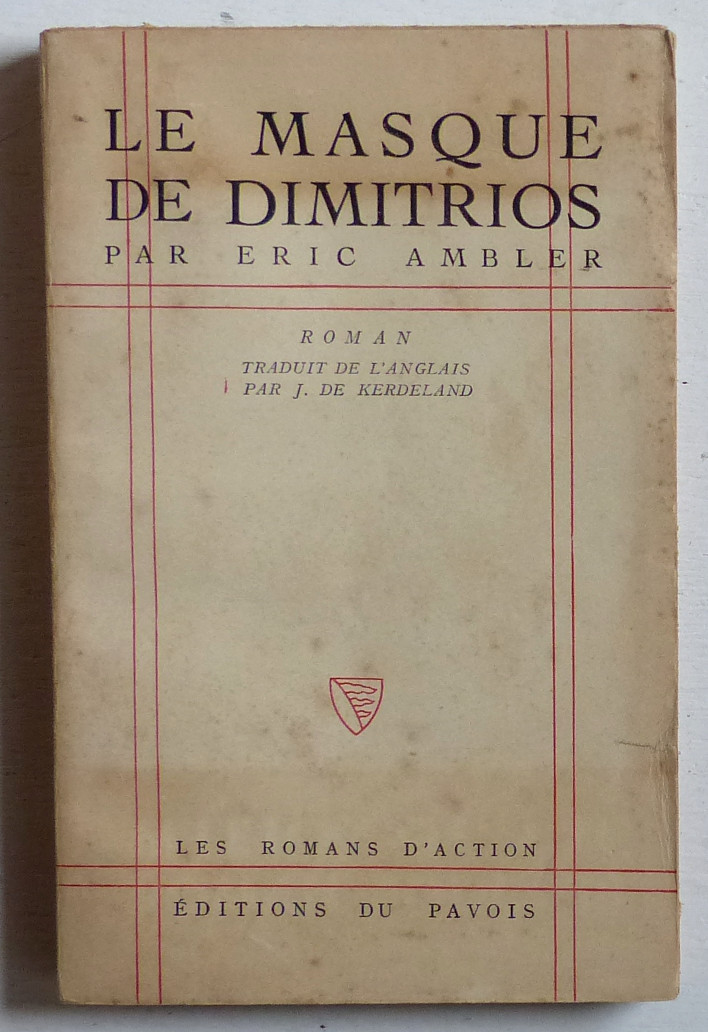 LE MASQUE
DE DIMITRIOS
PAR ERIC AMBLER
ROMAN
TRADUIT DE L'ANGLAIS
PAR J. DE KERDELAND
LES ROMANS D'ACTION
ÉDITIONS DU PAVOIS